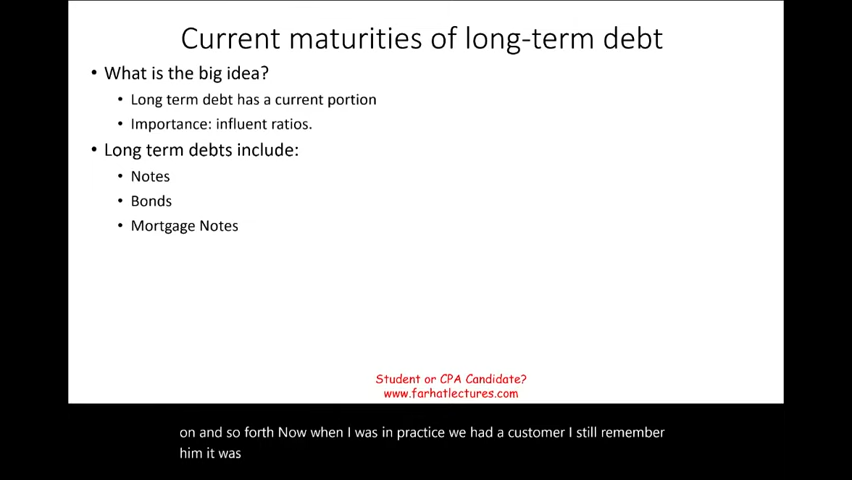 Current maturities of long-term debt
• What is the big idea?
• Long term debt has a current portion
• Importance: influent ratios.
• Long term debts include:
• Notes
• Bonds
• Mortgage Notes
Student or CPA Candidate?
www.farhatlectures.com
on and so forth Now when I was in practice we had a customer I still remember
him it was